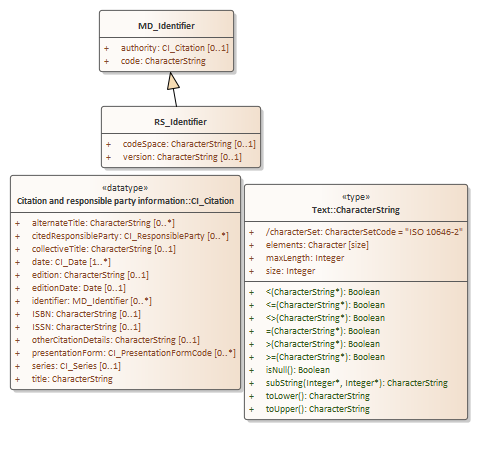 MD_Identifier
+ authority: CI_Citation [0..1]
+ code: CharacterString
RS_Identifier
+ codeSpace: CharacterString [0..1]
+ version: CharacterString [0..1]
«datatype»
Citation and responsible party information::CI_Citation
+ alternateTitle: CharacterString [0..*]
+ citedResponsibleParty: CI_ResponsibleParty [0..*]
+ collectiveTitle: CharacterString [0..1]
+ date: CI_Date [1..*]
+ edition: CharacterString [0..1]
+ editionDate: Date [0..1]
+ identifier: MD_Identifier [0..*]
+ ISBN: CharacterString [0..1]
+ ISSN: CharacterString [0..1]
+ otherCitationDetails: CharacterString [0..1]
+ presentationForm: CI_PresentationFormCode [0..*]
+ series: CI_Series [0..1]
+ title: CharacterString
«type»
Text::CharacterString
+ /characterSet: CharacterSetCode = "ISO 10646-2"
+ elements: Character [size]
+ maxLength: Integer
+ size: Integer
+ <(CharacterString*): Boolean
+ <=(CharacterString*): Boolean
+ <>(CharacterString*): Boolean
+ =(CharacterString*): Boolean
+ >(CharacterString*): Boolean
+ >=(CharacterString*): Boolean
+ isNull(): Boolean
+ subString(Integer*, Integer*): CharacterString
+ toLower(): CharacterString
+ toUpper(): CharacterString